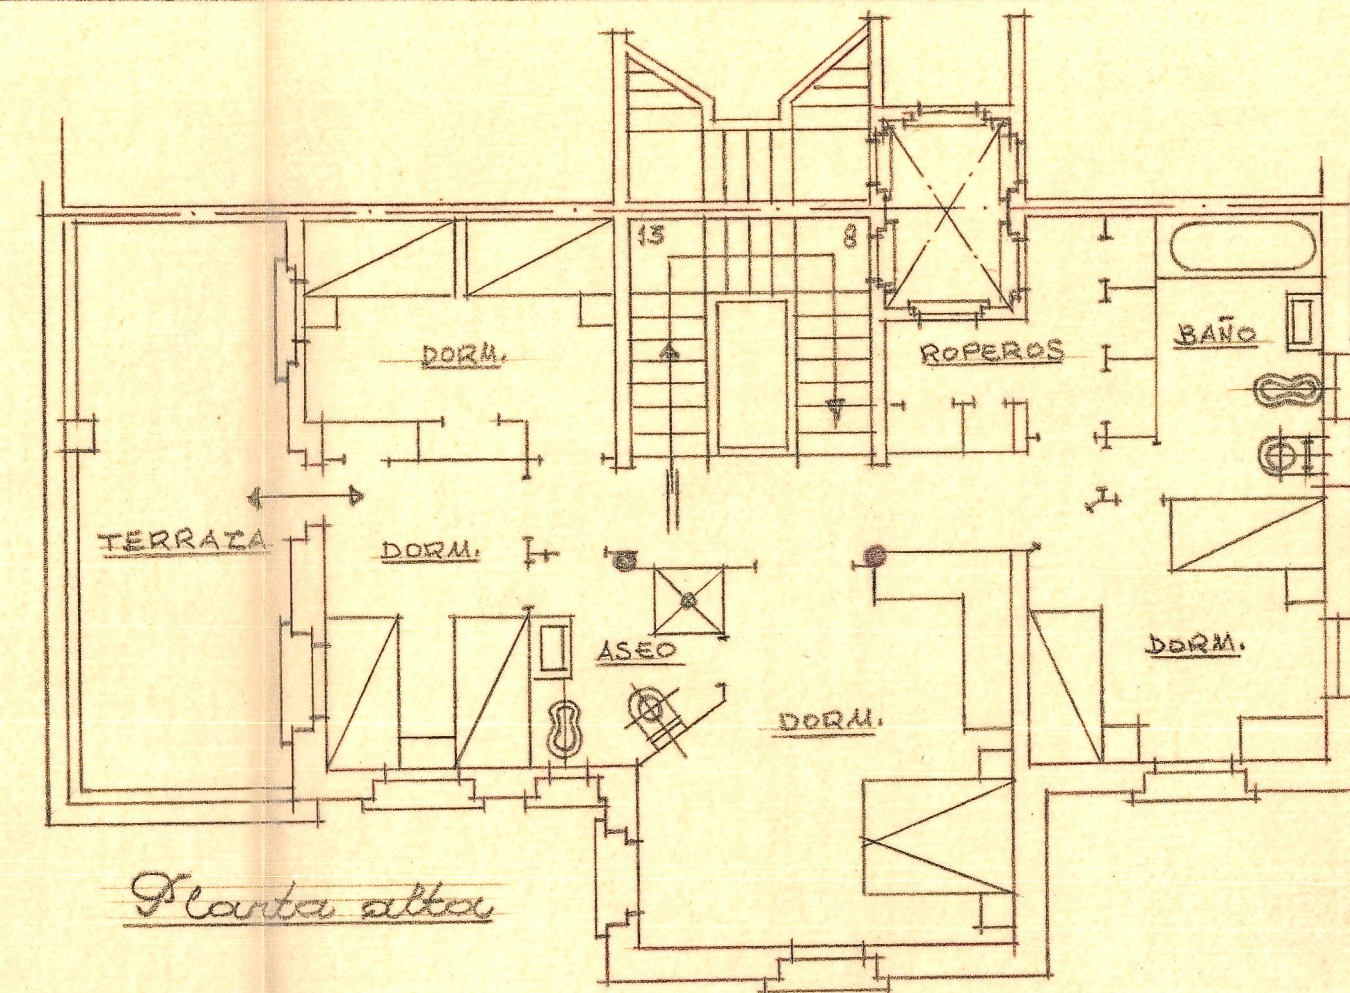 13
8
DORM.
ROPEROS
BAÑO
TERRAZA
DORM.
ASEO
DORM.
DORM.
Planta alta